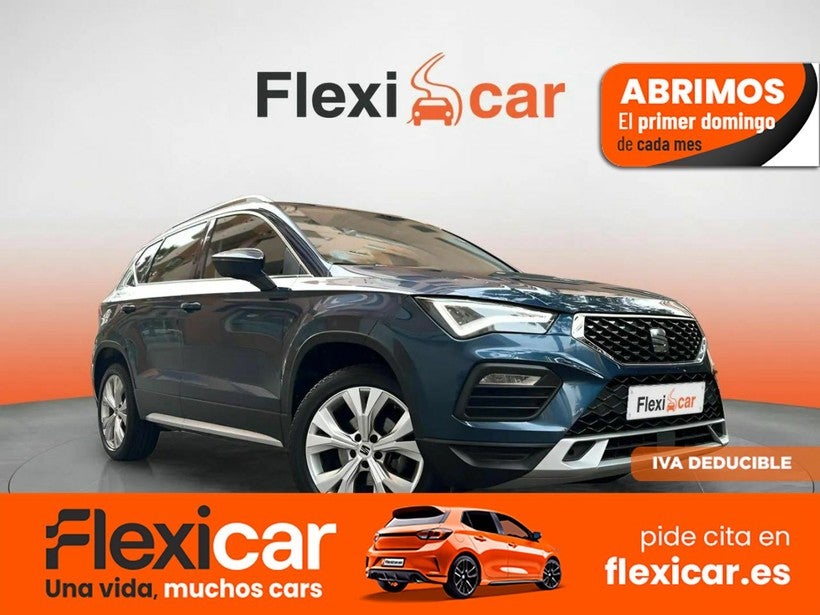 Flexicar
ABRIMOS
El primer domingo
de cada mes
Flexicar
IVA DEDUCIBLE
Flexicar
Una vida, muchos cars
pide cita en
flexicar.es